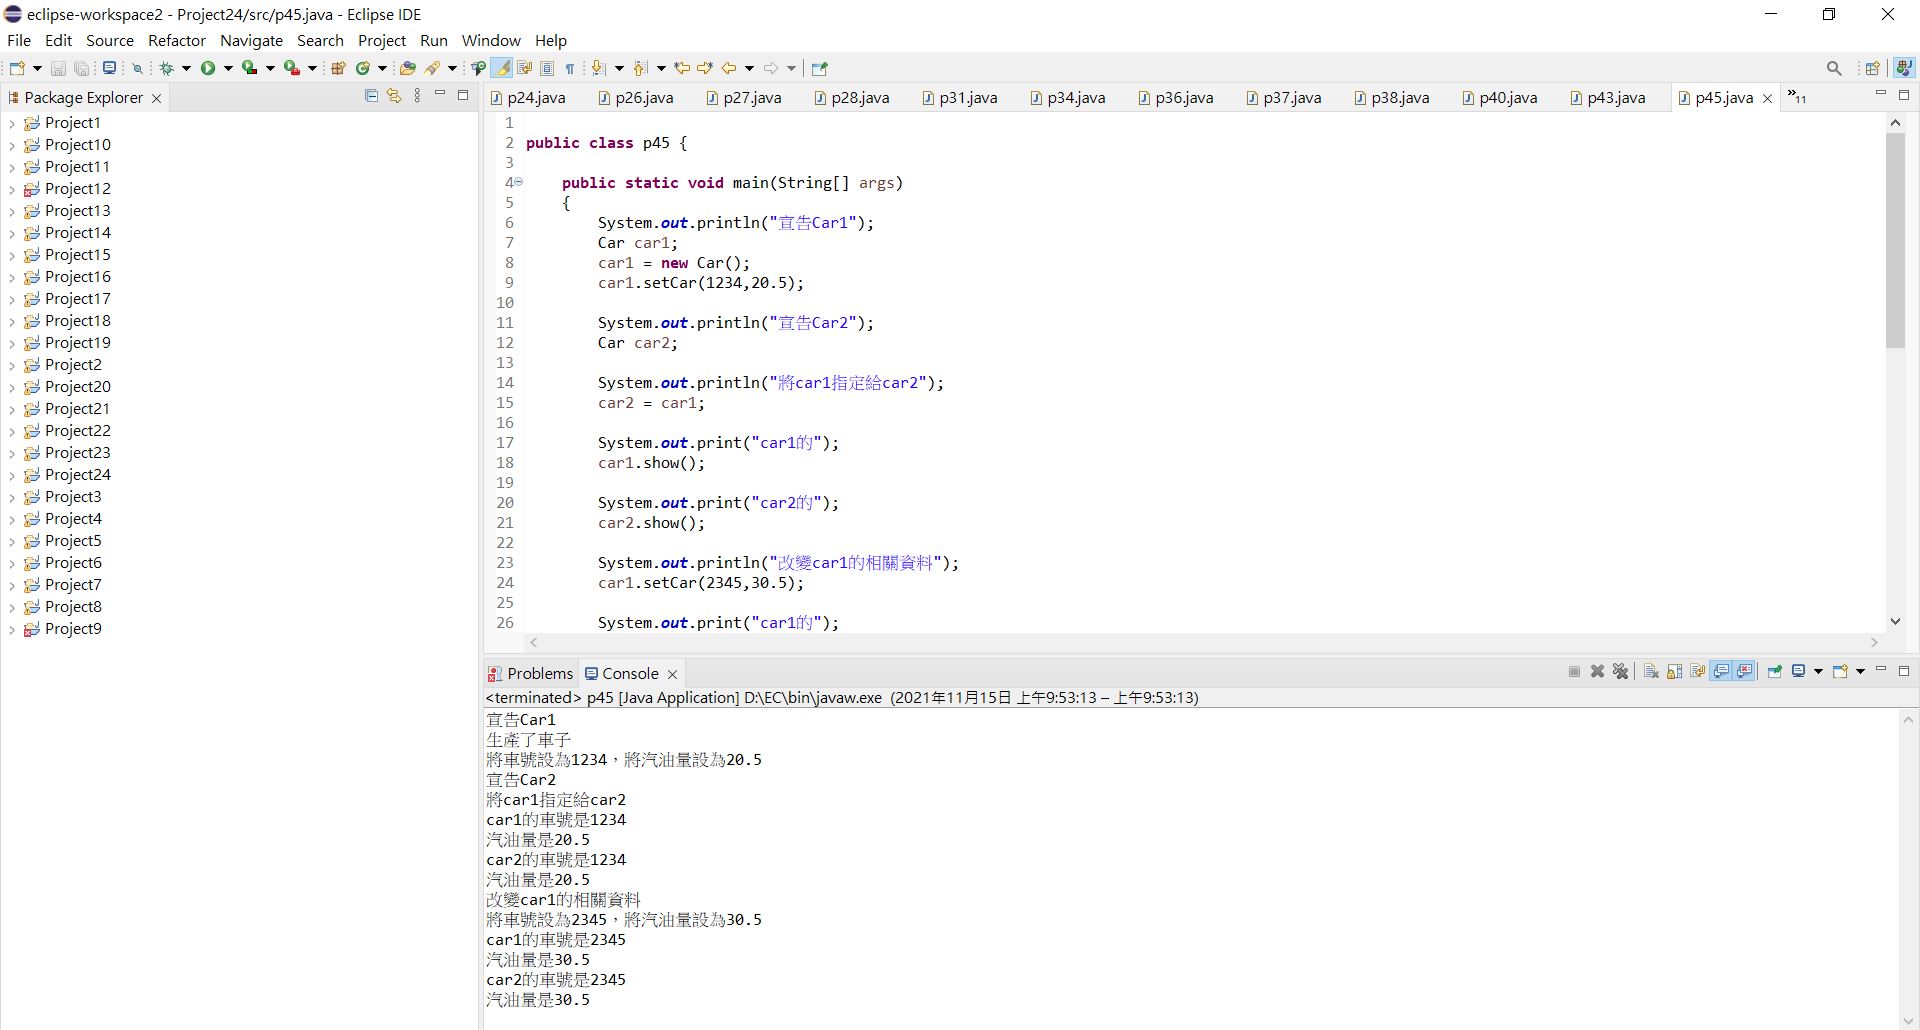 eclipse-workspace2 - Project24/src/p45.java - Eclipse IDE
File Edit Source Refactor Navigate Search Project Run Window Help
Package Explorer
Project1
Project10
Project11
Project12
Project13
Project14
Project15
Project16
Project17
Project18
Project19
Project2
Project20
Project21
Project22
Project23
Project24
Project3
Project4
Project5
Project6
Project7
Project8
Project9
p24.java p26.java p27.java p28.java p31.java p34.java p36.java p37.java p38.java p40.java p43.java p45.java »11
1
2 public class p45 {
3
4 public static void main(String[] args)
5 {
6 System.out.println("宣告Car1");
7 Car car1;
8 car1 = new Car();
9 car1.setCar(1234,20.5);
10
11 System.out.println("宣告Car2");
12 Car car2;
13
14 System.out.println("將car1指定給car2");
15 car2 = car1;
16
17 System.out.print("car1的");
18 car1.show();
19
20 System.out.print("car2的");
21 car2.show();
22
23 System.out.println("改變car1的相關資料");
24 car1.setCar(2345,30.5);
25
26 System.out.print("car1的");
Problems Console
<terminated> p45 [Java Application] D:\EC\bin\javaw.exe (2021年11月15日 上午9:53:13 – 上午9:53:13)
宣告Car1
生產了車子
將車號設為1234，將汽油量設為20.5
宣告Car2
將car1指定給car2
car1的車號是1234
汽油量是20.5
car2的車號是1234
汽油量是20.5
改變car1的相關資料
將車號設為2345，將汽油量設為30.5
car1的車號是2345
汽油量是30.5
car2的車號是2345
汽油量是30.5